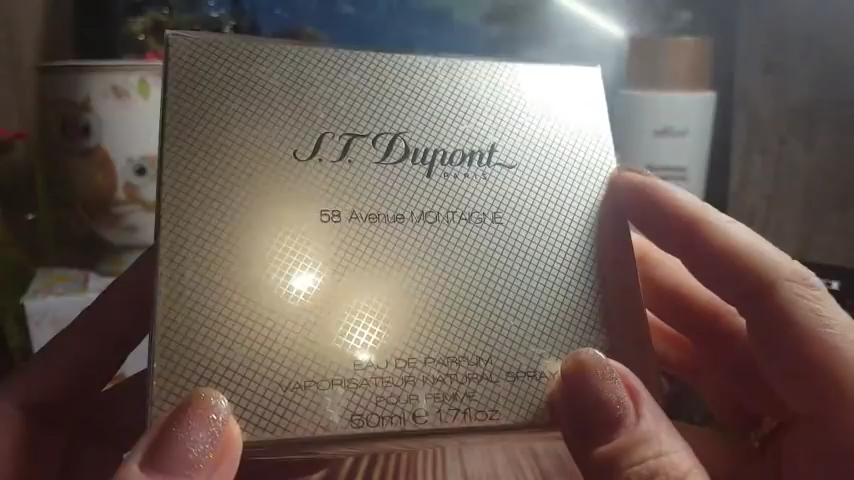 S.T. Dupont
PARIS
58 Avenue MONTAIGNE
EAU DE PARFUM
VAPORISATEUR NATURAL SPRAY
POUR FEMME
50ml e 1.7fl.oz